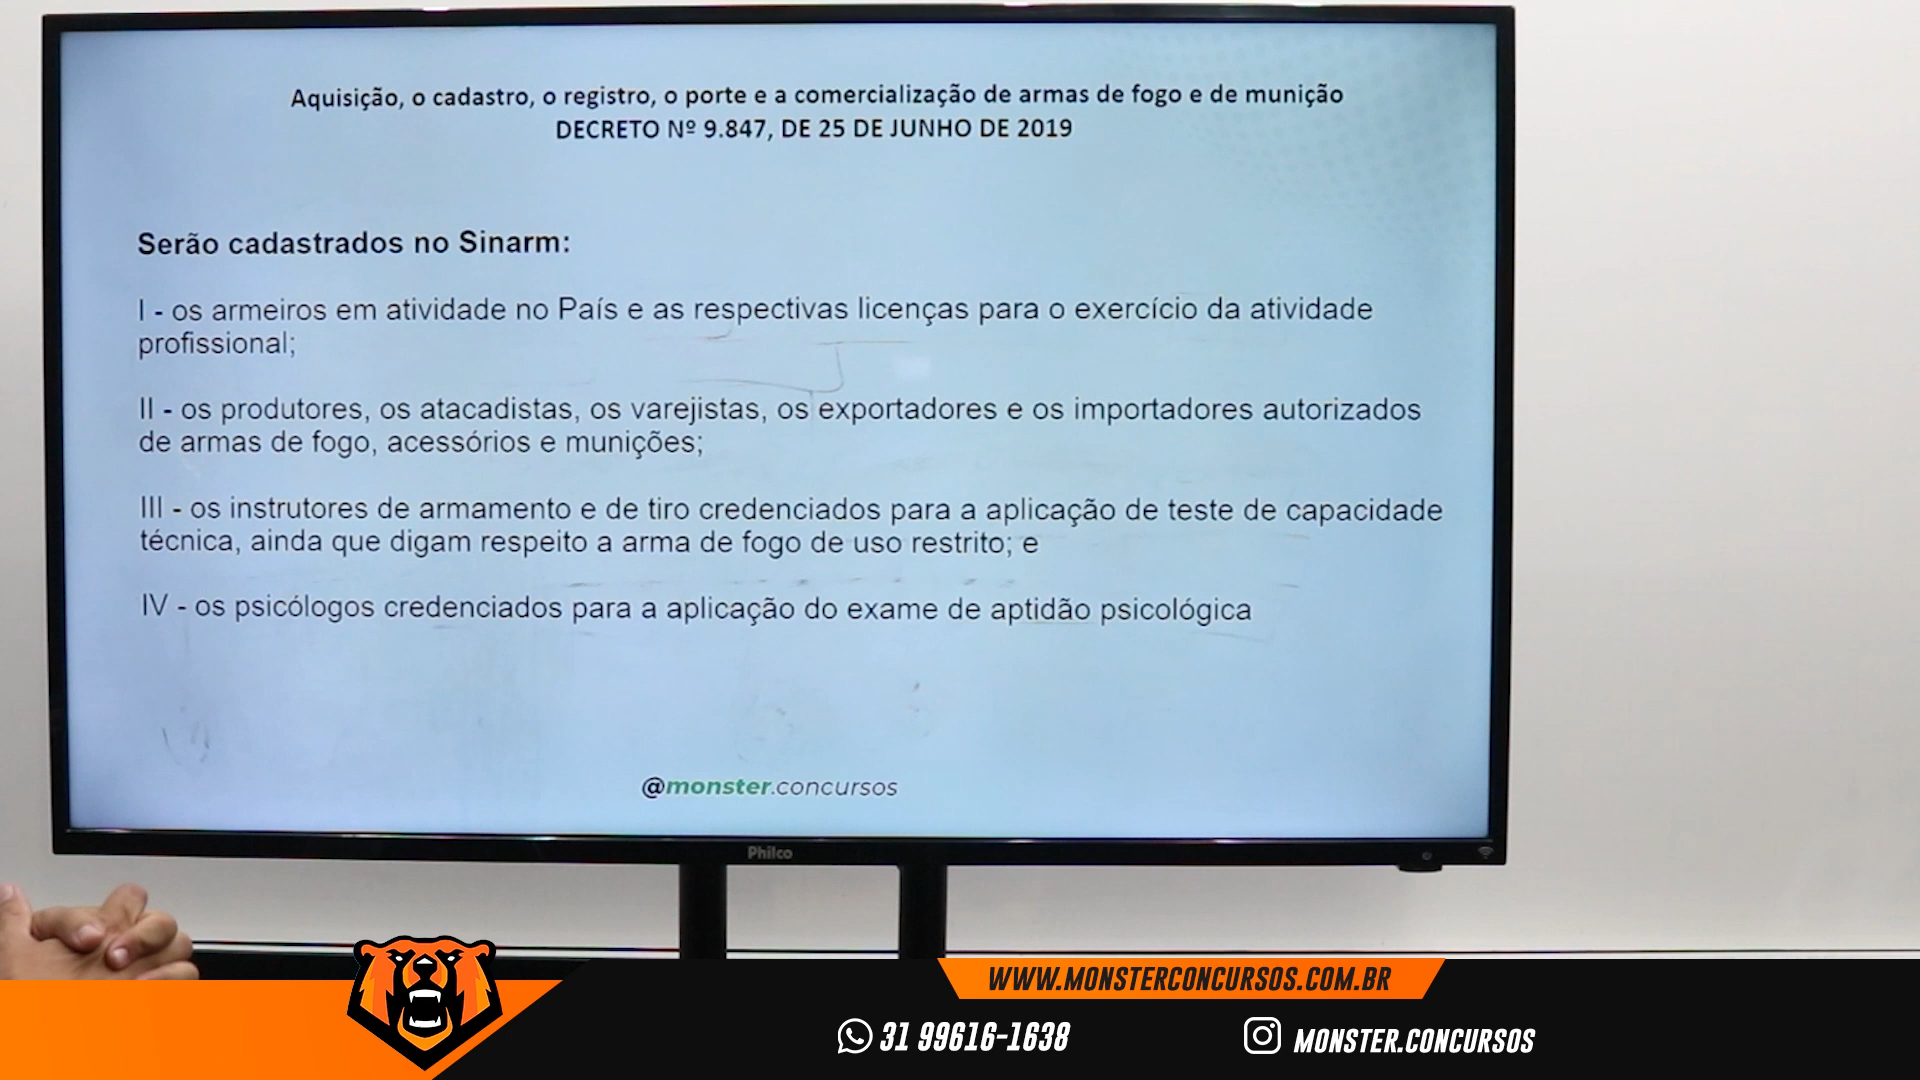 Aquisição, o cadastro, o registro, o porte e a comercialização de armas de fogo e de munição
DECRETO Nº 9.847, DE 25 DE JUNHO DE 2019
Serão cadastrados no Sinarm:
I - os armeiros em atividade no País e as respectivas licenças para o exercício da atividade
profissional;
II - os produtores, os atacadistas, os varejistas, os exportadores e os importadores autorizados
de armas de fogo, acessórios e munições;
III - os instrutores de armamento e de tiro credenciados para a aplicação de teste de capacidade
técnica, ainda que digam respeito a arma de fogo de uso restrito; e
IV - os psicólogos credenciados para a aplicação do exame de aptidão psicológica
@monster.concursos
Philco
WWW.MONSTERCONCURSOS.COM.BR
31 99616-1638
MONSTER.CONCURSOS